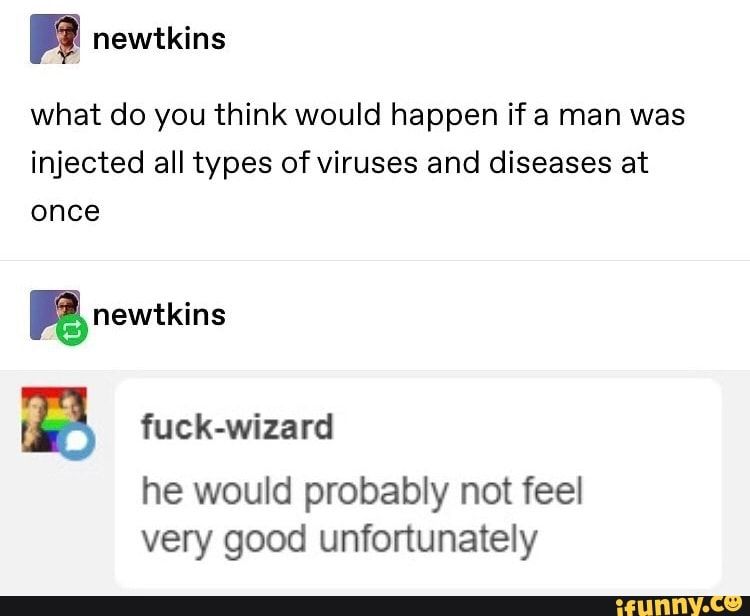 newtkins
what do you think would happen if a man was
injected all types of viruses and diseases at
once
newtkins
fuck-wizard
he would probably not feel
very good unfortunately
ifunny.co